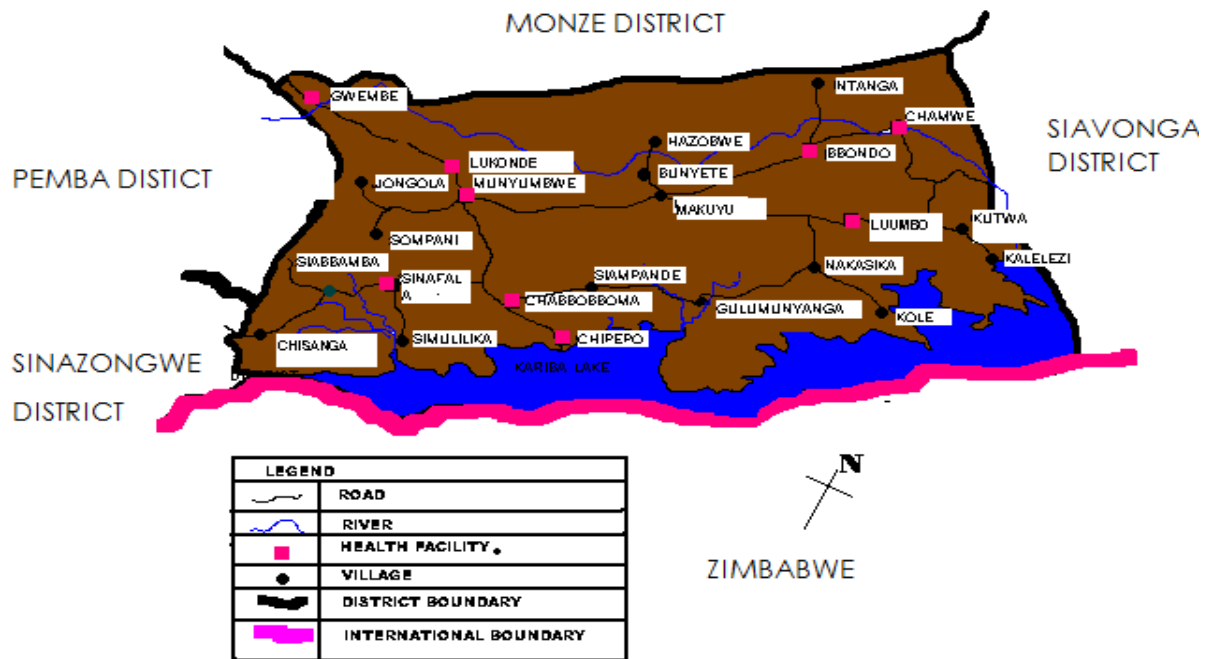 MONZE DISTRICT
INTANGA
GWEMBE
CHAMWE
SIAVONGA
DISTRICT
HAZOBWE
BBONDO
LUKONDE
PEMBA DISTICT
JONGOLA
MUNYUMBWE
BUNYETE
MAKUYU
LUUMBO
KUTWA
SOMPANI
SIABBAMBA
KALELEZI
SINAFAL
A
SIAMPANDE
NAKASIKA
CHABBOBBOMA
GULUMUNYANGA
KOLE
CHISANGA
SIMULILIKA
CHIPEPO
SINAZONGWE
DISTRICT
KARIBA LAKE
N
LEGEND
ROAD
RIVER
HEALTH FACILITY
VILLAGE
DISTRICT BOUNDARY
INTERNATIONAL BOUNDARY
ZIMBABWE